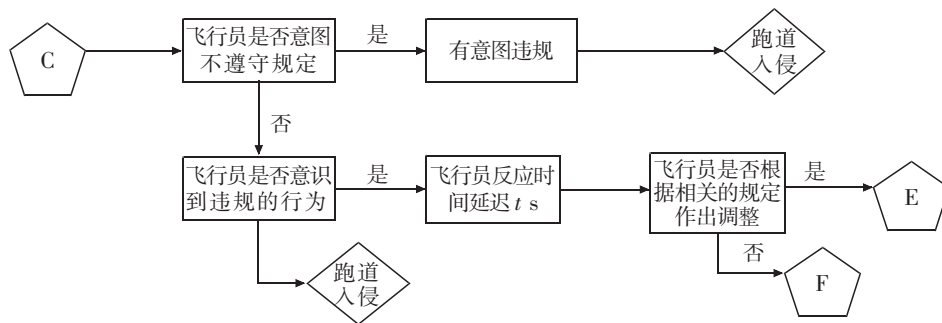 C
飞行员是否意图
不遵守规定
是
有意图违规
跑道
入侵
否
飞行员是否意识
到违规的行为
是
飞行员反应时
间延迟 t s
飞行员是否根
据相关的规定
作出调整
是
E
否
F
跑道
入侵